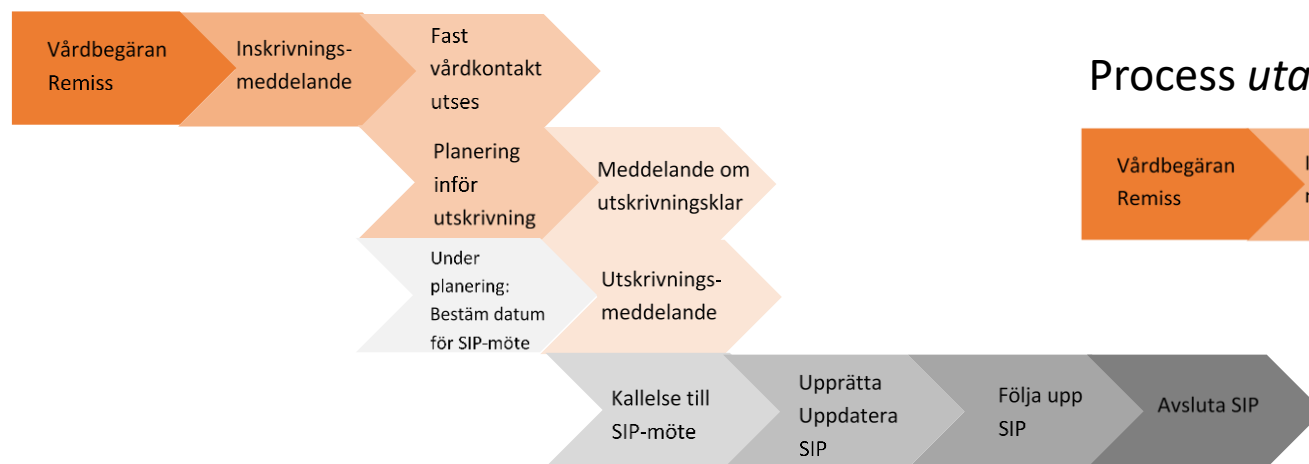 Vårdbegäran
Remiss
Inskrivnings-
meddelande
Fast
vårdkontakt
utses
Planering
inför
utskrivning
Meddelande om
utskrivningsklar
Under
planering:
Bestäm datum
för SIP-möte
Utskrivnings-
meddelande
Kallelse till
SIP-möte
Upprätta
Uppdatera
SIP
Följa upp
SIP
Avsluta SIP
Process
Vårdbegäran
Remiss